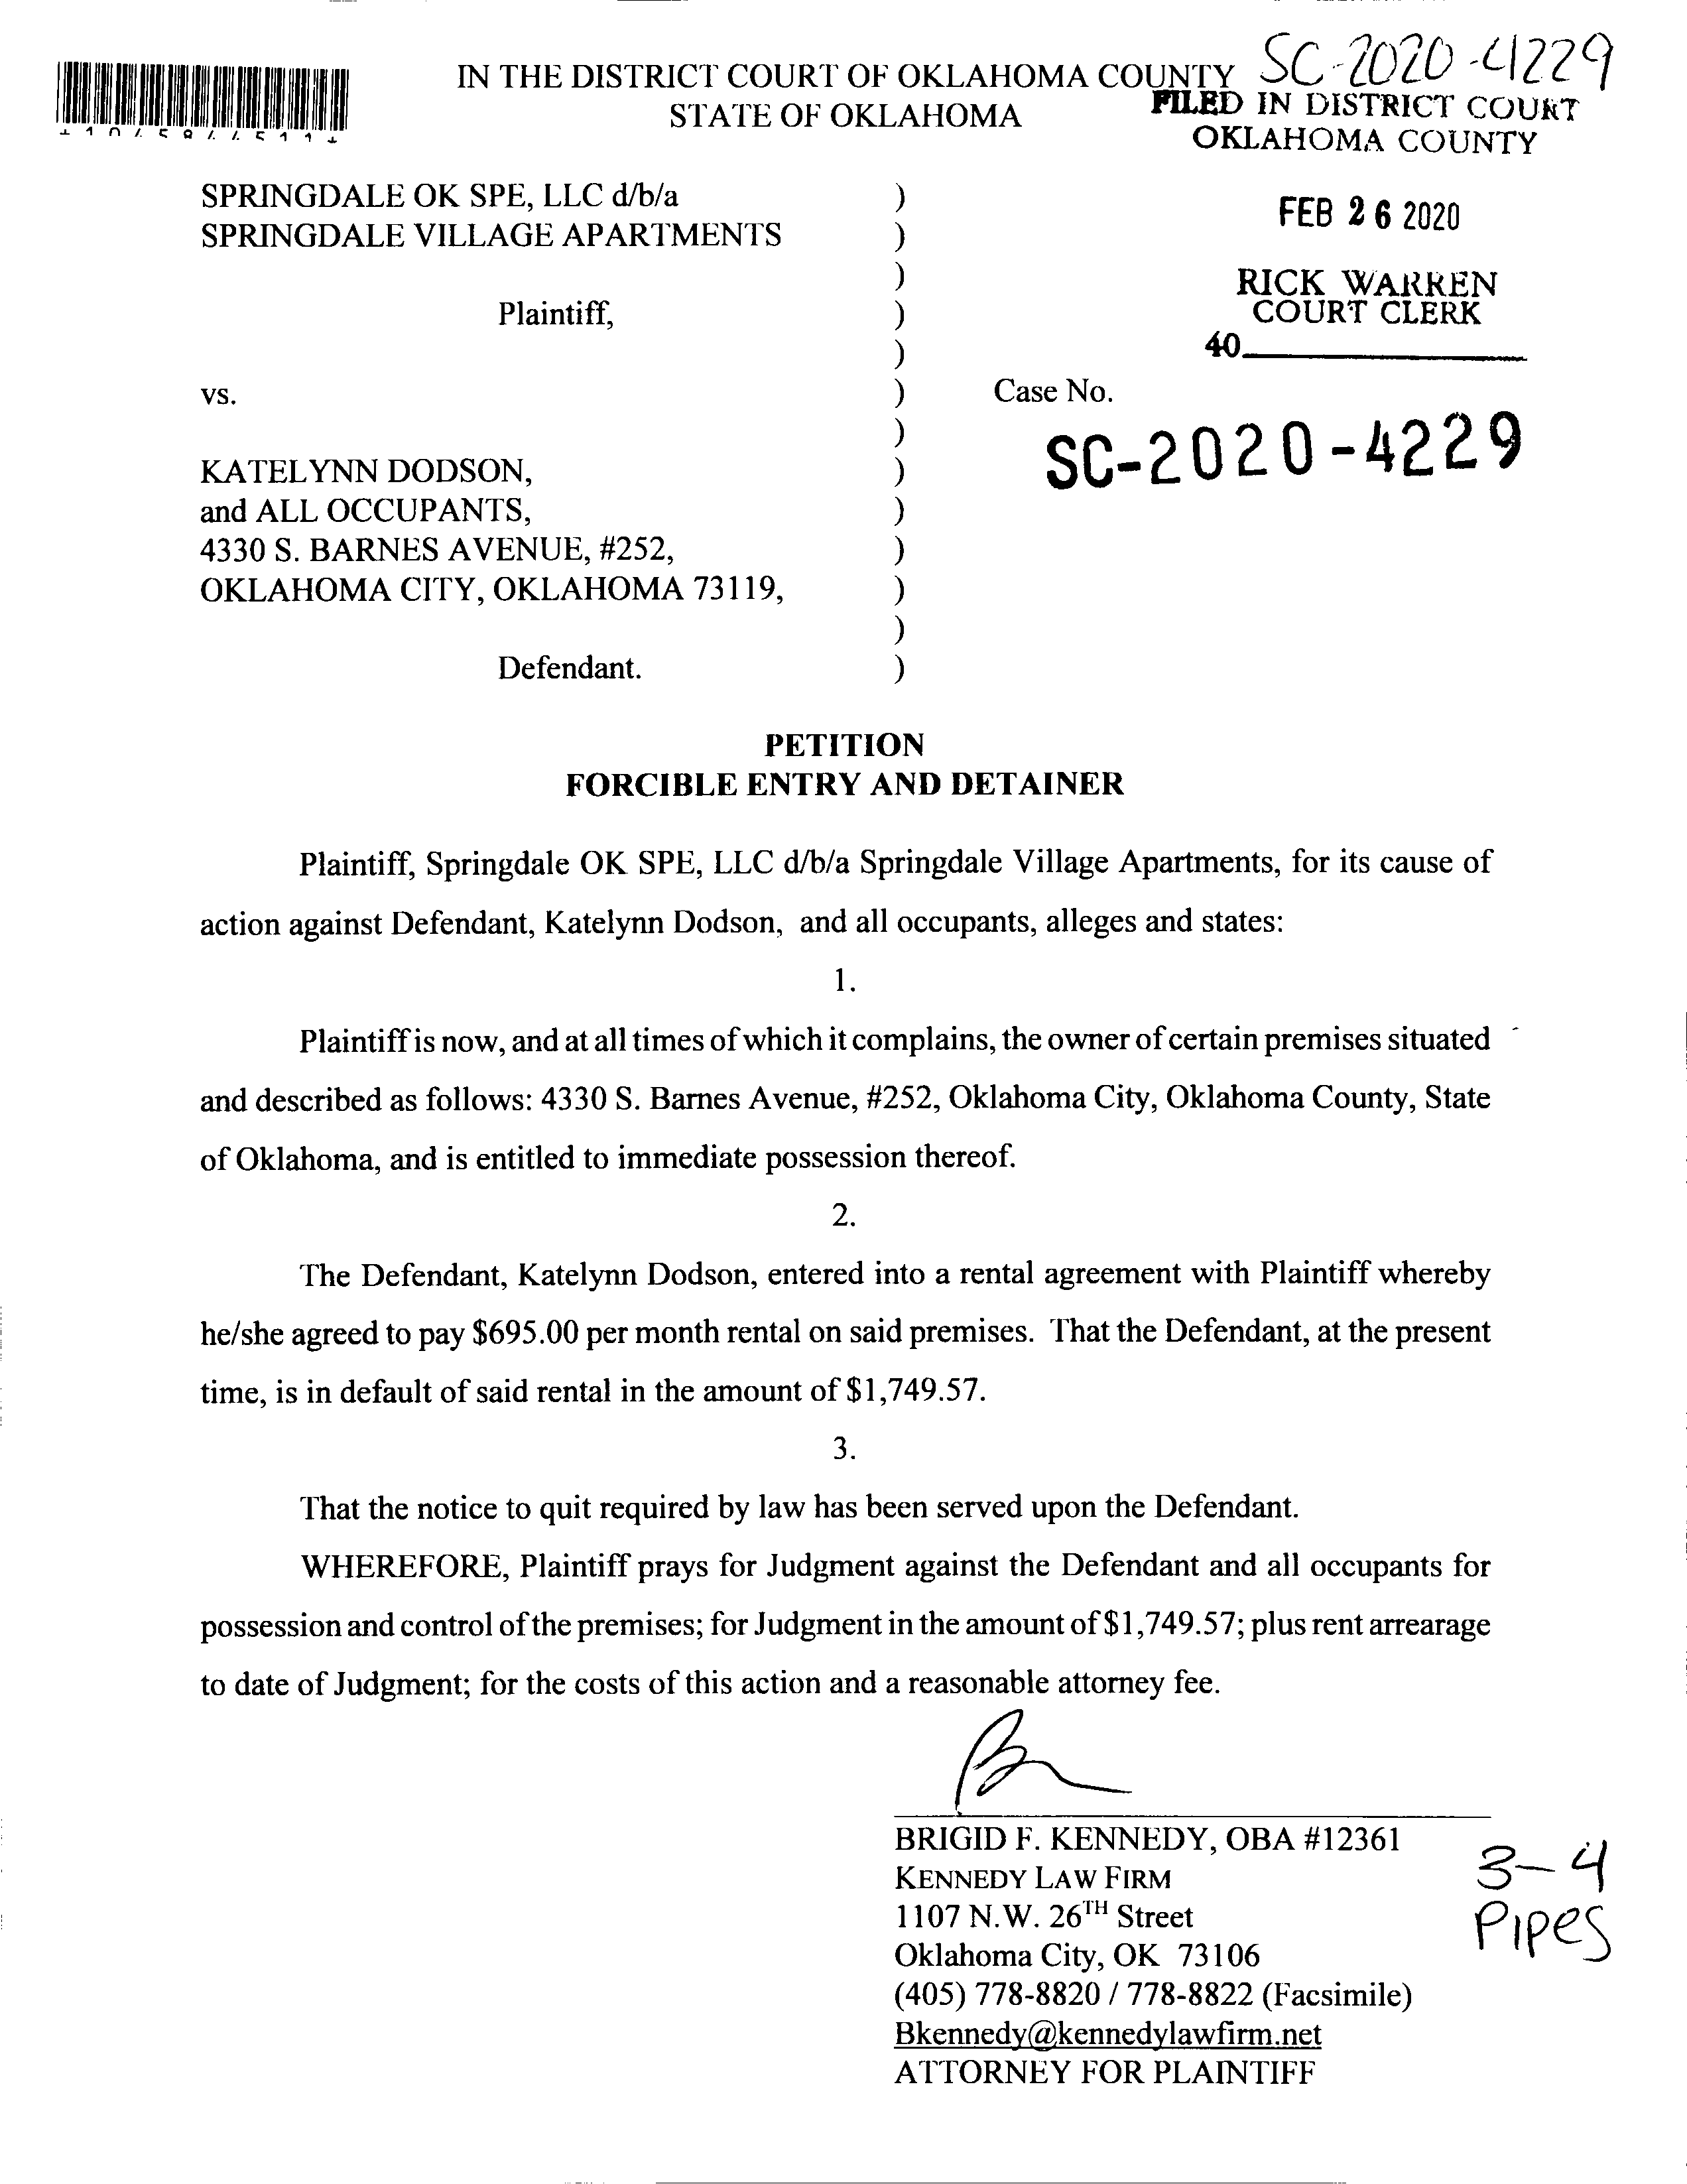 SC-2020-4229
IN THE DISTRICT COURT OF OKLAHOMA COUNTY
STATE OF OKLAHOMA
FILED IN DISTRICT COURT
OKLAHOMA COUNTY
SPRINGDALE OK SPE, LLC d/b/a )
SPRINGDALE VILLAGE APARTMENTS )
)
Plaintiff, )
)
vs. )
)
KATELYNN DODSON, )
and ALL OCCUPANTS, )
4330 S. BARNES AVENUE, #252, )
OKLAHOMA CITY, OKLAHOMA 73119, )
)
Defendant. )
FEB 26 2020
RICK WARREN
COURT CLERK
40
Case No.
SC-2020-4229
PETITION
FORCIBLE ENTRY AND DETAINER
Plaintiff, Springdale OK SPE, LLC d/b/a Springdale Village Apartments, for its cause of
action against Defendant, Katelynn Dodson, and all occupants, alleges and states:
1.
Plaintiff is now, and at all times of which it complains, the owner of certain premises situated
and described as follows: 4330 S. Barnes Avenue, #252, Oklahoma City, Oklahoma County, State
of Oklahoma, and is entitled to immediate possession thereof.
2.
The Defendant, Katelynn Dodson, entered into a rental agreement with Plaintiff whereby
he/she agreed to pay $695.00 per month rental on said premises. That the Defendant, at the present
time, is in default of said rental in the amount of $1,749.57.
3.
That the notice to quit required by law has been served upon the Defendant.
WHEREFORE, Plaintiff prays for Judgment against the Defendant and all occupants for
possession and control of the premises; for Judgment in the amount of $1,749.57; plus rent arrearage
to date of Judgment; for the costs of this action and a reasonable attorney fee.
BRIGID F. KENNEDY, OBA #12361
KENNEDY LAW FIRM
1107 N.W. 26TH Street
Oklahoma City, OK 73106
(405) 778-8820 / 778-8822 (Facsimile)
Bkennedy@kennedylawfirm.net
ATTORNEY FOR PLAINTIFF
3-4
Pipes